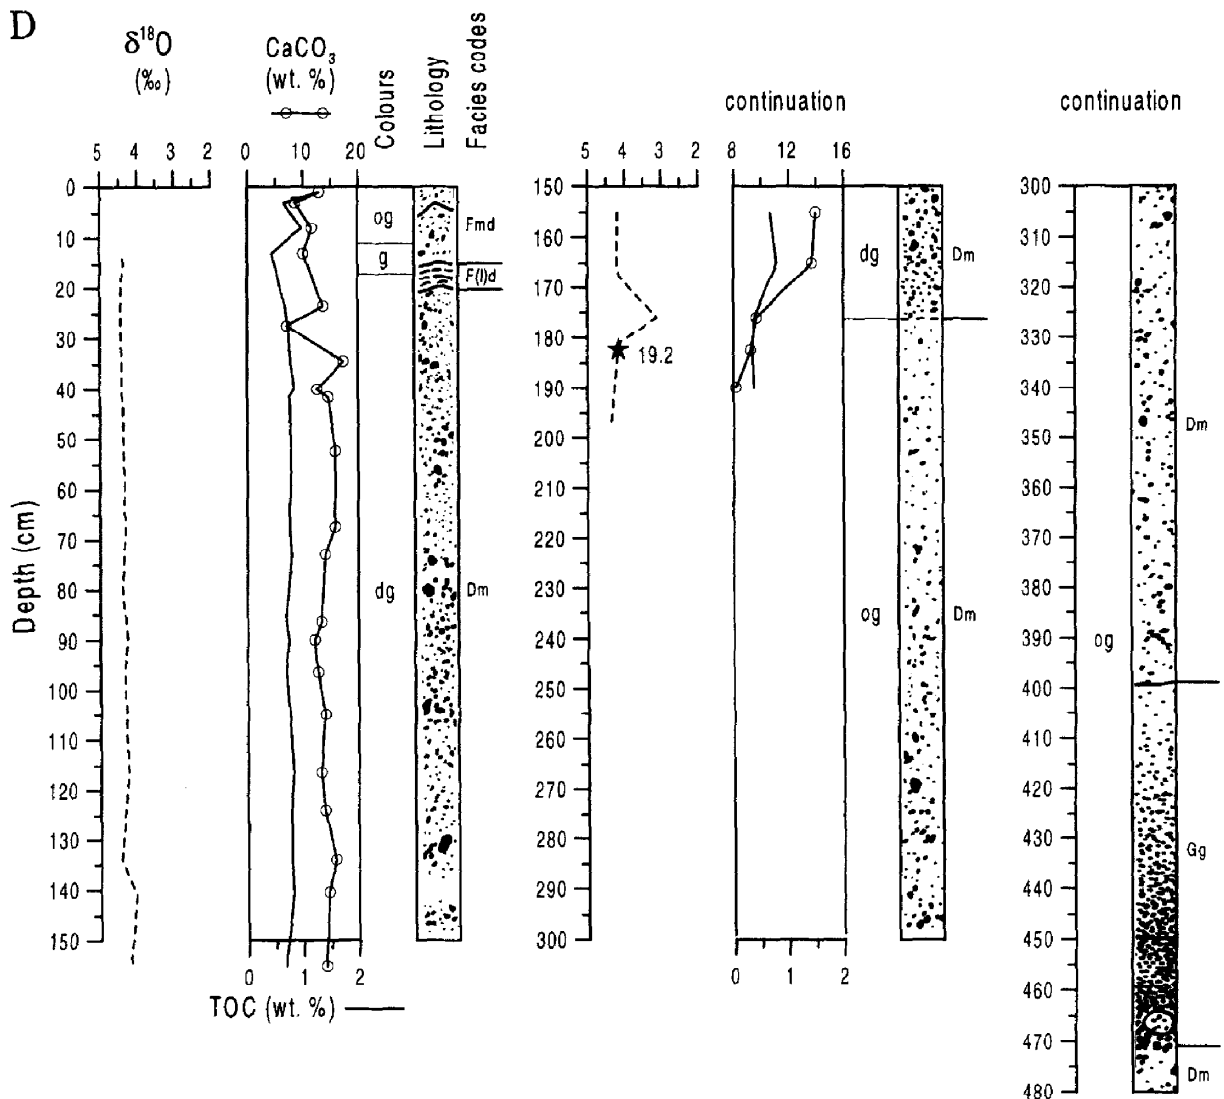 D
δ18O
(‰)
CaCO3
(wt. %)
Colours
Lithology
Facies codes
continuation
continuation
5 4 3 2
0 10 20
5 4 3 2
8 12 16
0
10
20
30
40
50
60
70
80
90
100
110
120
130
140
150
Depth (cm)
og
g
dg
Fmd
F(l)d
Dm
0 1 2
TOC (wt. %)
150
160
170
180
190
200
210
220
230
240
250
260
270
280
290
300
19.2
dg
og
Dm
Dm
0 1 2
300
310
320
330
340
350
360
370
380
390
400
410
420
430
440
450
460
470
480
og
Dm
Gg
Dm